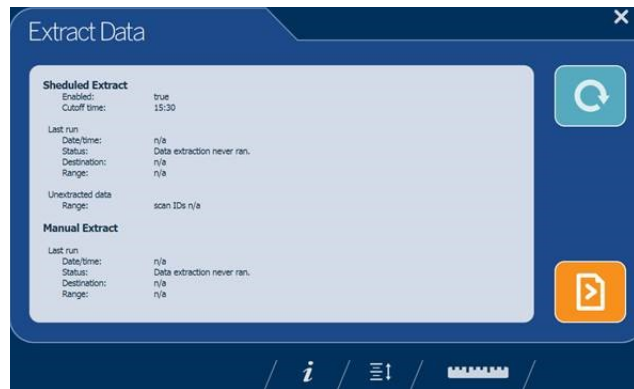 Extract Data
Sheduled Extract
Enabled: true
Cutoff time: 15:30
Last run
Date/time: n/a
Status: Data extraction never ran.
Destination: n/a
Range: n/a
Unextracted data
Range: scan IDs n/a
Manual Extract
Last run
Date/time: n/a
Status: Data extraction never ran.
Destination: n/a
Range: n/a